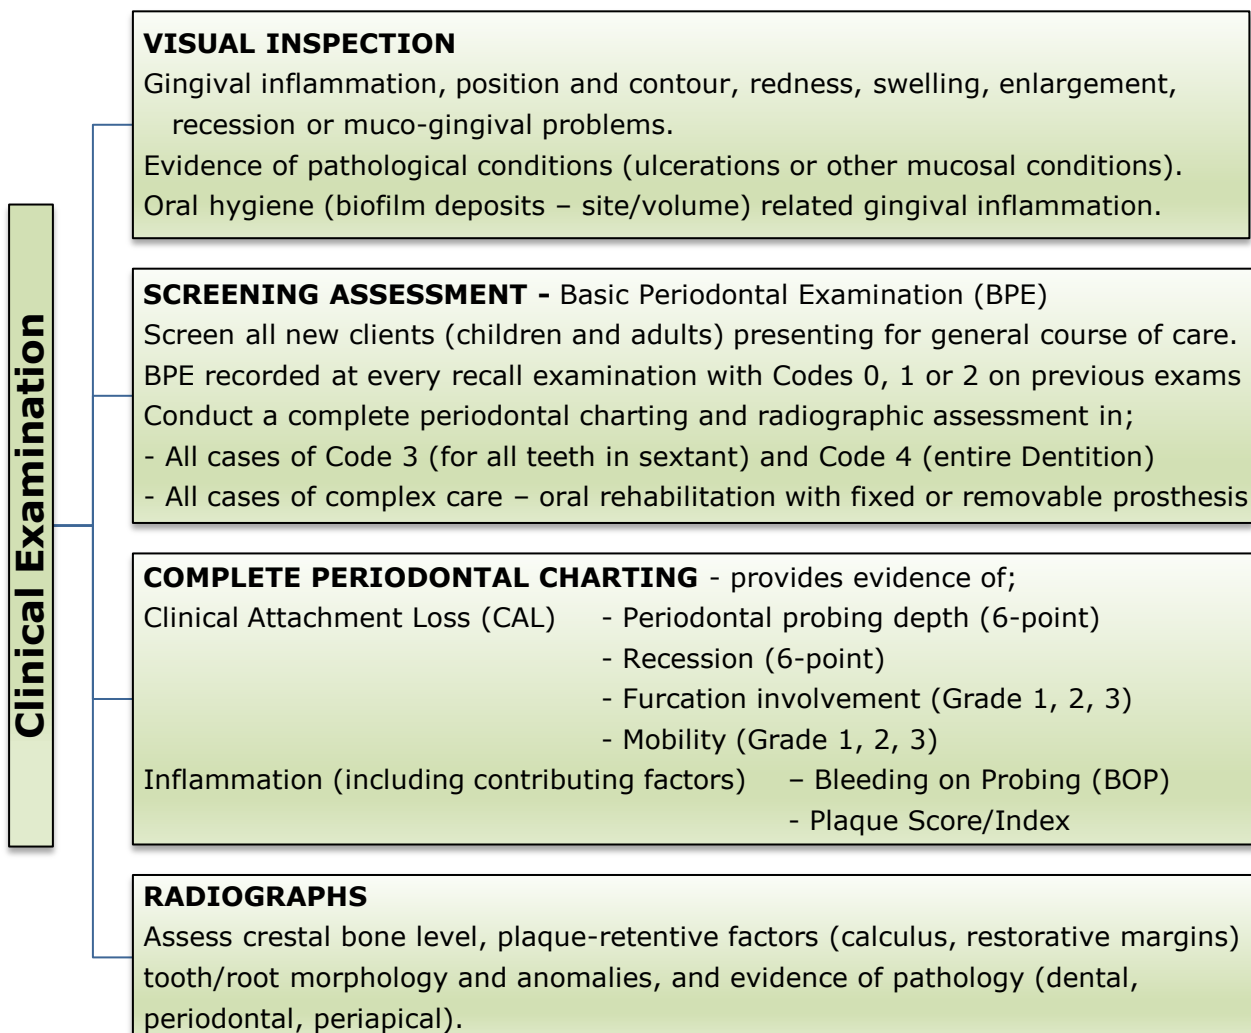 Clinical Examination
VISUAL INSPECTION
Gingival inflammation, position and contour, redness, swelling, enlargement,
recession or muco-gingival problems.
Evidence of pathological conditions (ulcerations or other mucosal conditions).
Oral hygiene (biofilm deposits – site/volume) related gingival inflammation.
SCREENING ASSESSMENT - Basic Periodontal Examination (BPE)
Screen all new clients (children and adults) presenting for general course of care.
BPE recorded at every recall examination with Codes 0, 1 or 2 on previous exams
Conduct a complete periodontal charting and radiographic assessment in;
- All cases of Code 3 (for all teeth in sextant) and Code 4 (entire Dentition)
- All cases of complex care – oral rehabilitation with fixed or removable prosthesis
COMPLETE PERIODONTAL CHARTING - provides evidence of;
Clinical Attachment Loss (CAL) - Periodontal probing depth (6-point)
- Recession (6-point)
- Furcation involvement (Grade 1, 2, 3)
- Mobility (Grade 1, 2, 3)
Inflammation (including contributing factors) – Bleeding on Probing (BOP)
- Plaque Score/Index
RADIOGRAPHS
Assess crestal bone level, plaque-retentive factors (calculus, restorative margins)
tooth/root morphology and anomalies, and evidence of pathology (dental,
periodontal, periapical).